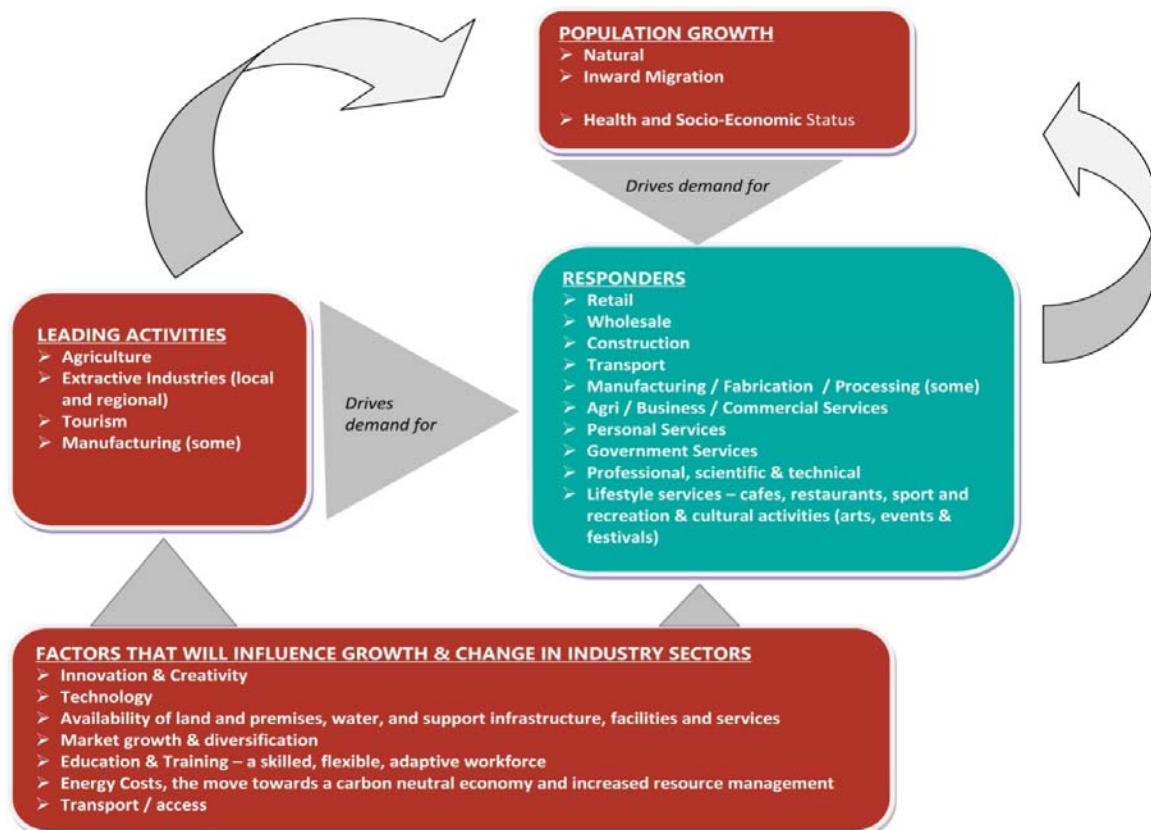 POPULATION GROWTH
➢ Natural
➢ Inward Migration
➢ Health and Socio-Economic Status
Drives demand for
LEADING ACTIVITIES
➢ Agriculture
➢ Extractive Industries (local
and regional)
➢ Tourism
➢ Manufacturing (some)
Drives
demand for
RESPONDERS
➢ Retail
➢ Wholesale
➢ Construction
➢ Transport
➢ Manufacturing / Fabrication / Processing (some)
➢ Agri / Business / Commercial Services
➢ Personal Services
➢ Government Services
➢ Professional, scientific & technical
➢ Lifestyle services – cafes, restaurants, sport and
recreation & cultural activities (arts, events &
festivals)
FACTORS THAT WILL INFLUENCE GROWTH & CHANGE IN INDUSTRY SECTORS
➢ Innovation & Creativity
➢ Technology
➢ Availability of land and premises, water, and support infrastructure, facilities and services
➢ Market growth & diversification
➢ Education & Training – a skilled, flexible, adaptive workforce
➢ Energy Costs, the move towards a carbon neutral economy and increased resource management
➢ Transport / access